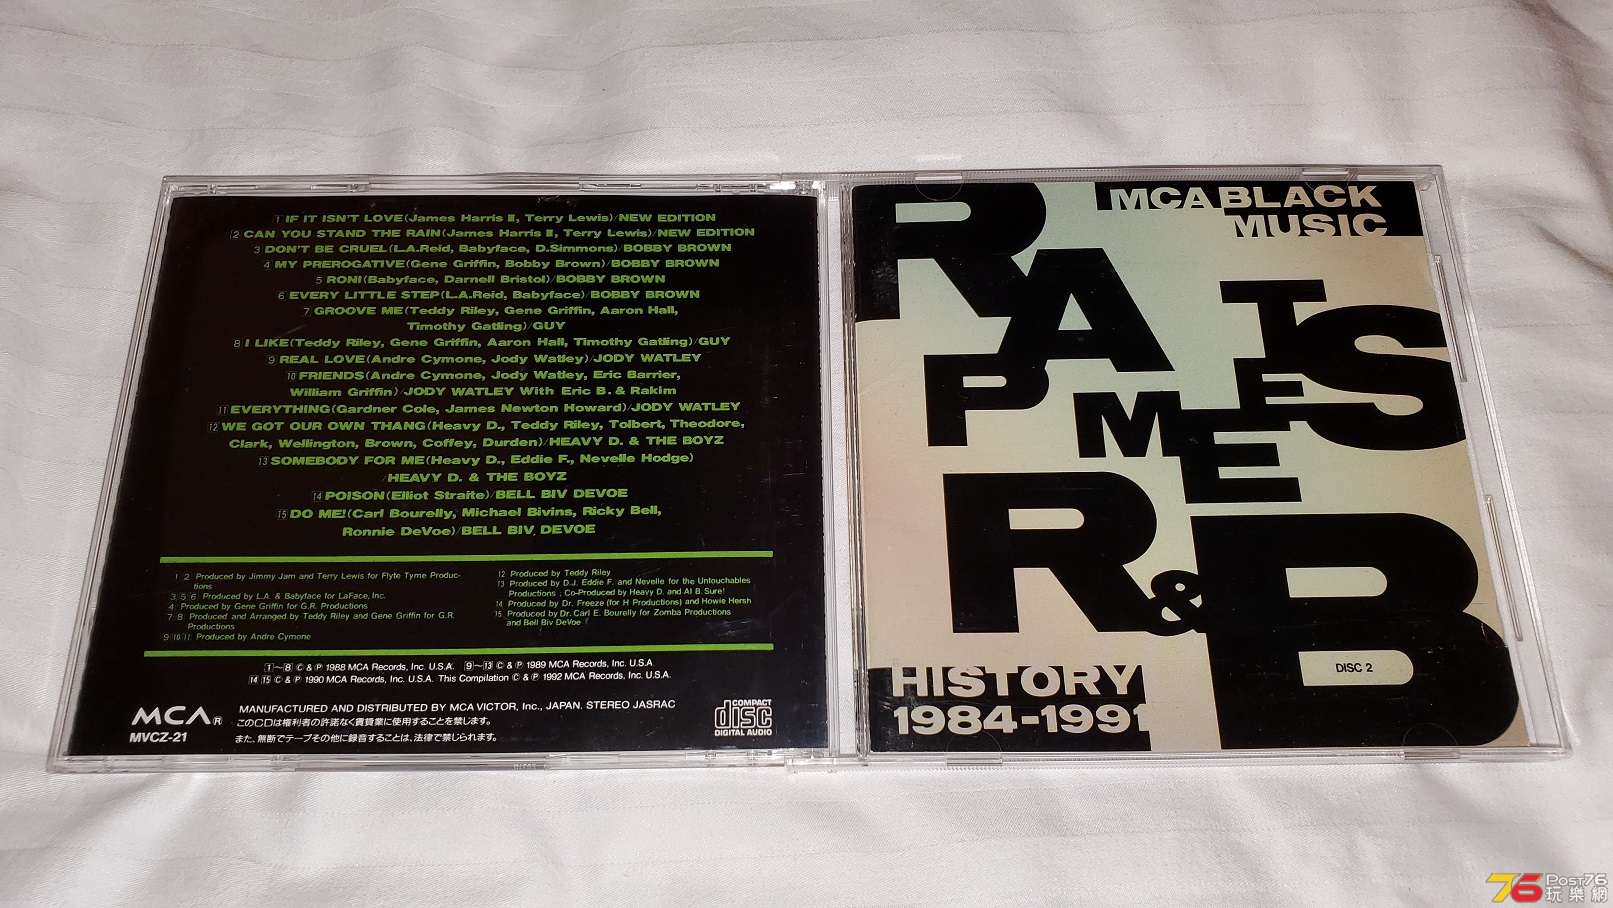 1 IF IT ISN'T LOVE(James Harris Ⅲ, Terry Lewis)/NEW EDITION
2 CAN YOU STAND THE RAIN(James Harris Ⅲ, Terry Lewis)/NEW EDITION
3 DON'T BE CRUEL(L.A.Reid, Babyface, D.Simmons)/BOBBY BROWN
4 MY PREROGATIVE(Gene Griffin, Bobby Brown)/BOBBY BROWN
5 RONI(Babyface, Darnell Bristol)/BOBBY BROWN
6 EVERY LITTLE STEP(L.A.Reid, Babyface)/BOBBY BROWN
7 GROOVE ME(Teddy Riley, Gene Griffin, Aaron Hall,
Timothy Gatling)/GUY
8 I LIKE(Teddy Riley, Gene Griffin, Aaron Hall, Timothy Gatling)/GUY
9 REAL LOVE(Andre Cymone, Jody Watley)/JODY WATLEY
10 FRIENDS(Andre Cymone, Jody Watley, Eric Barrier,
William Griffin)/JODY WATLEY With Eric B. & Rakim
11 EVERYTHING(Gardner Cole, James Newton Howard)/JODY WATLEY
12 WE GOT OUR OWN THANG(Heavy D., Teddy Riley, Tolbert, Theodore,
Clark, Wellington, Brown, Coffey, Durden)/HEAVY D. & THE BOYZ
13 SOMEBODY FOR ME(Heavy D., Eddie F., Nevelle Hodge)
/HEAVY D. & THE BOYZ
14 POISON(Elliot Straite)/BELL BIV DEVOE
15 DO ME!(Carl Bourelly, Michael Bivins, Ricky Bell,
Ronnie DeVoe)/BELL BIV DEVOE
1 2 Produced by Jimmy Jam and Terry Lewis for Flyte Tyme Produc-
tions
3 5 6 Produced by L.A. & Babyface for LaFace, Inc.
4 Produced by Gene Griffin for G.R. Productions
7 8 Produced and Arranged by Teddy Riley and Gene Griffin for G.R.
Productions
9 10 11 Produced by Andre Cymone
12 Produced by Teddy Riley
13 Produced by D.J. Eddie F. and Nevelle for the Untouchables
Productions ; Co-Produced by Heavy D. and Al B. Sure!
14 Produced by Dr. Freeze (for H Productions) and Howie Hersh
15 Produced by Dr. Carl E. Bourelly for Zomba Productions
and Bell Biv DeVoe
1~8 © & ℗ 1988 MCA Records, Inc. U.S.A. 9~13 © & ℗ 1989 MCA Records, Inc. U.S.A
14 15 © & ℗ 1990 MCA Records, Inc. U.S.A. This Compilation © & ℗ 1992 MCA Records, Inc. U.S.A.
MCA®
MVCZ-21
MANUFACTURED AND DISTRIBUTED BY MCA VICTOR, Inc., JAPAN. STEREO JASRAC
このCDは権利者の許諾なく賃貸業に使用することを禁じます。
また、無断でテープその他に録音することは、法律で禁じられます。
COMPACT
disc
DIGITAL AUDIO
MCA BLACK
MUSIC
RAP
MEETS
R&B
DISC 2
HISTORY
1984-1991
76 Post76
玩樂網